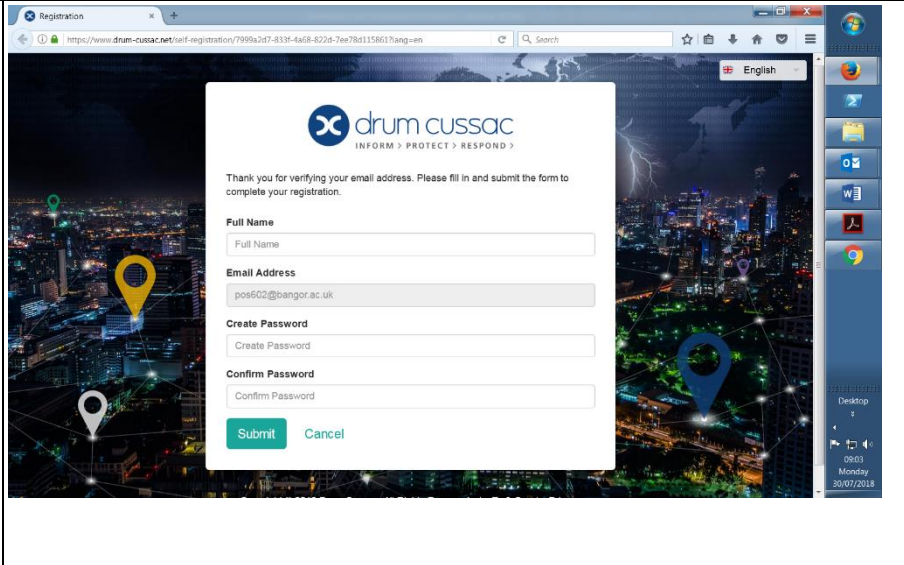 Registration
https://www.drum-cussac.net/self-registration/7999a2d7-833f-4a68-822d-7ee78d115861?lang=en
Search
English
drum cussac
INFORM > PROTECT > RESPOND >
Thank you for verifying your email address. Please fill in and submit the form to
complete your registration.
Full Name
Full Name
Email Address
pos602@bangor.ac.uk
Create Password
Create Password
Confirm Password
Confirm Password
Submit Cancel
Desktop
09:03
Monday
30/07/2018